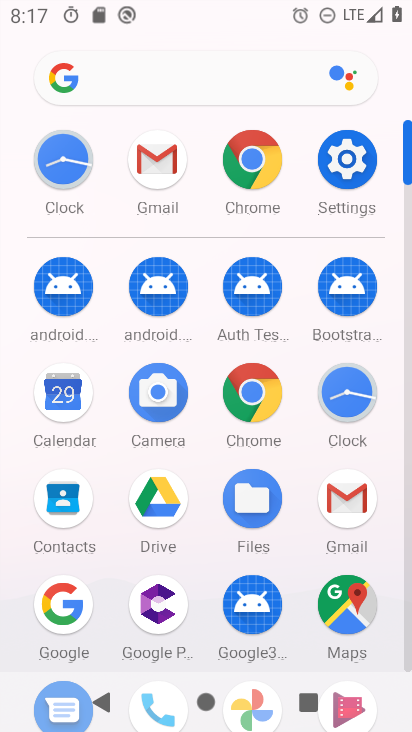 8:17 LTE
Clock Gmail Chrome Settings
android.... android.... Auth Tes... Bootstra...
29
Calendar Camera Chrome Clock
Contacts Drive Files Gmail
Google Google P... Google3... Maps